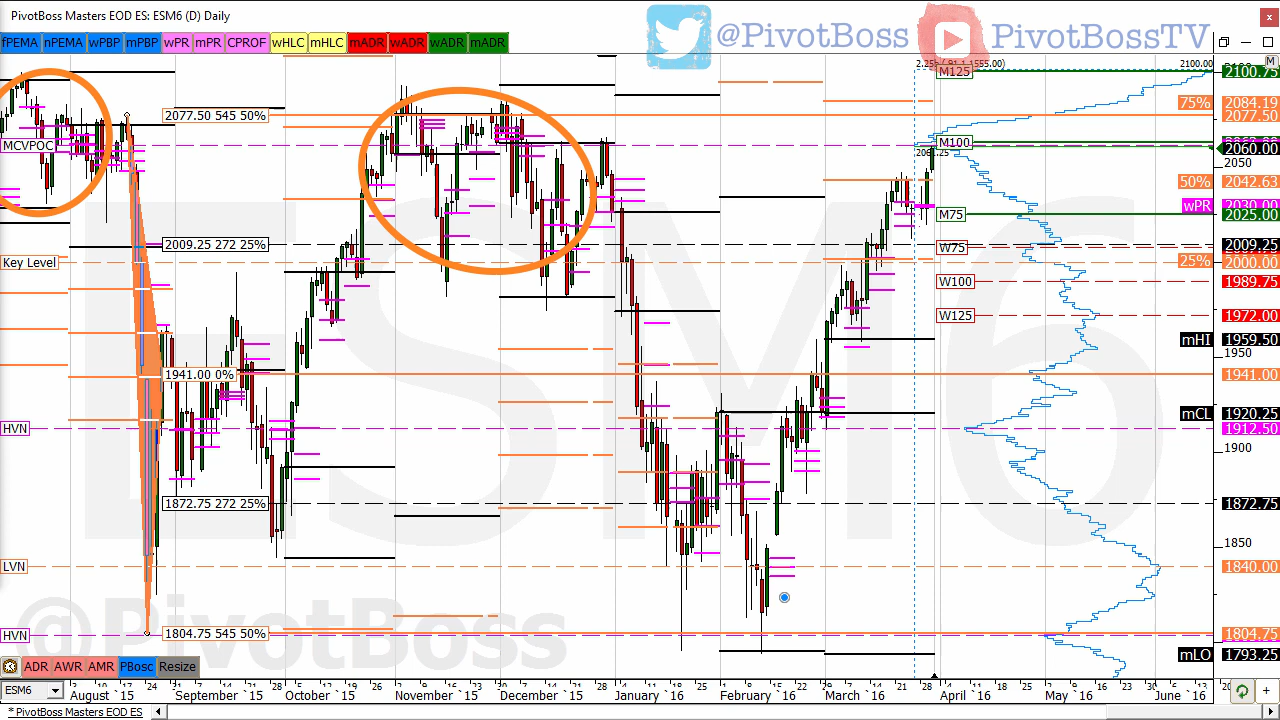 PivotBoss Masters EOD ES: ESM6 (D) Daily
@PivotBoss
PivotBossTV
fPEMA nPEMA wPBP mPBP wPR mPR CPROF wHLC mHLC mADR wADR wADR mADR
M
M125
2100.00
2100.75
75% 2084.19
2077.50 545 50%
2077.50
MCVPOC
M100
2060.00
2061.25
2050
50% 2042.63
wPR 2030.00
M75
2025.00
2009.25 272 25%
W75
2009.25
Key Level
25% 2000.00
W100
1989.75
W125
1972.00
mHI 1959.50
1950
1941.00 0%
1941.00
mCL 1920.25
HVN
1912.50
1900
1872.75 272 25%
1872.75
1850
LVN
1840.00
@PivotBoss
HVN
1804.75 545 50%
1804.75
mLO 1793.25
ESM6
ADR AWR AMR PBosc Resize
ESM6
August `15 September `15 October `15 November `15 December `15 January `16 February `16 March `16 April `16 May `16 June `16
* PivotBoss Masters EOD ES